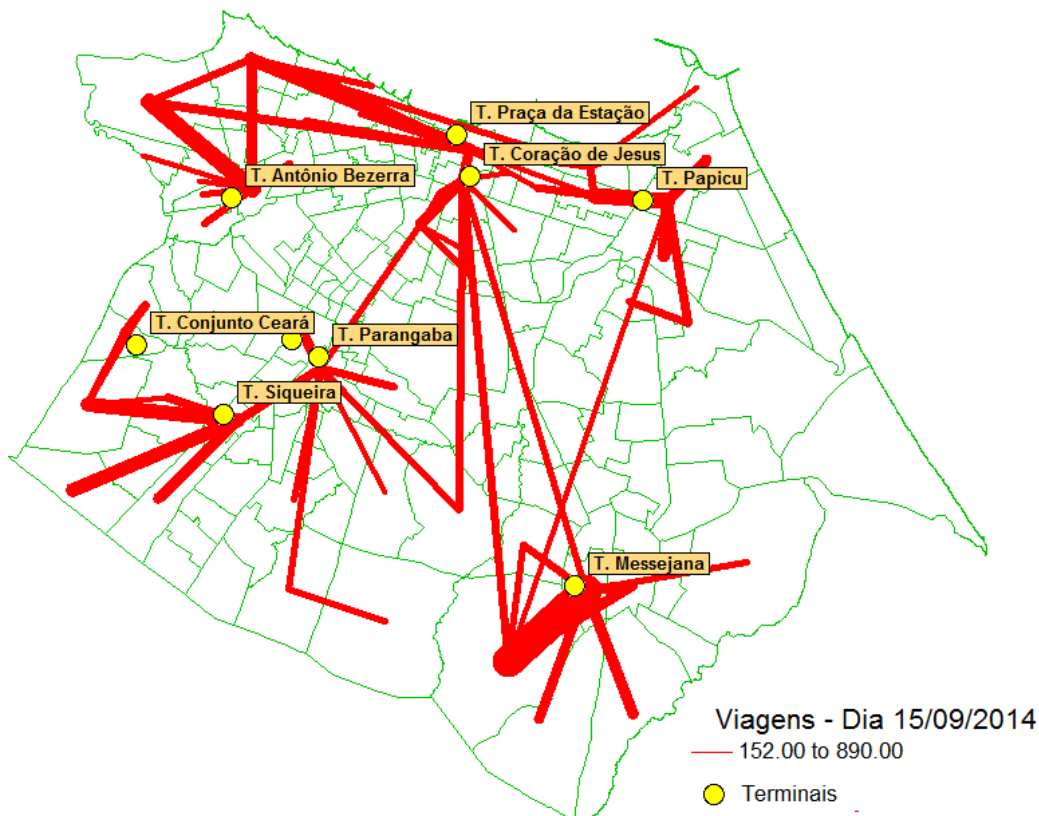 T. Praça da Estação
T. Coração de Jesus
T. Antônio Bezerra
T. Papicu
T. Conjunto Ceará
T. Parangaba
T. Siqueira
T. Messejana
Viagens - Dia 15/09/2014
152.00 to 890.00
Terminais